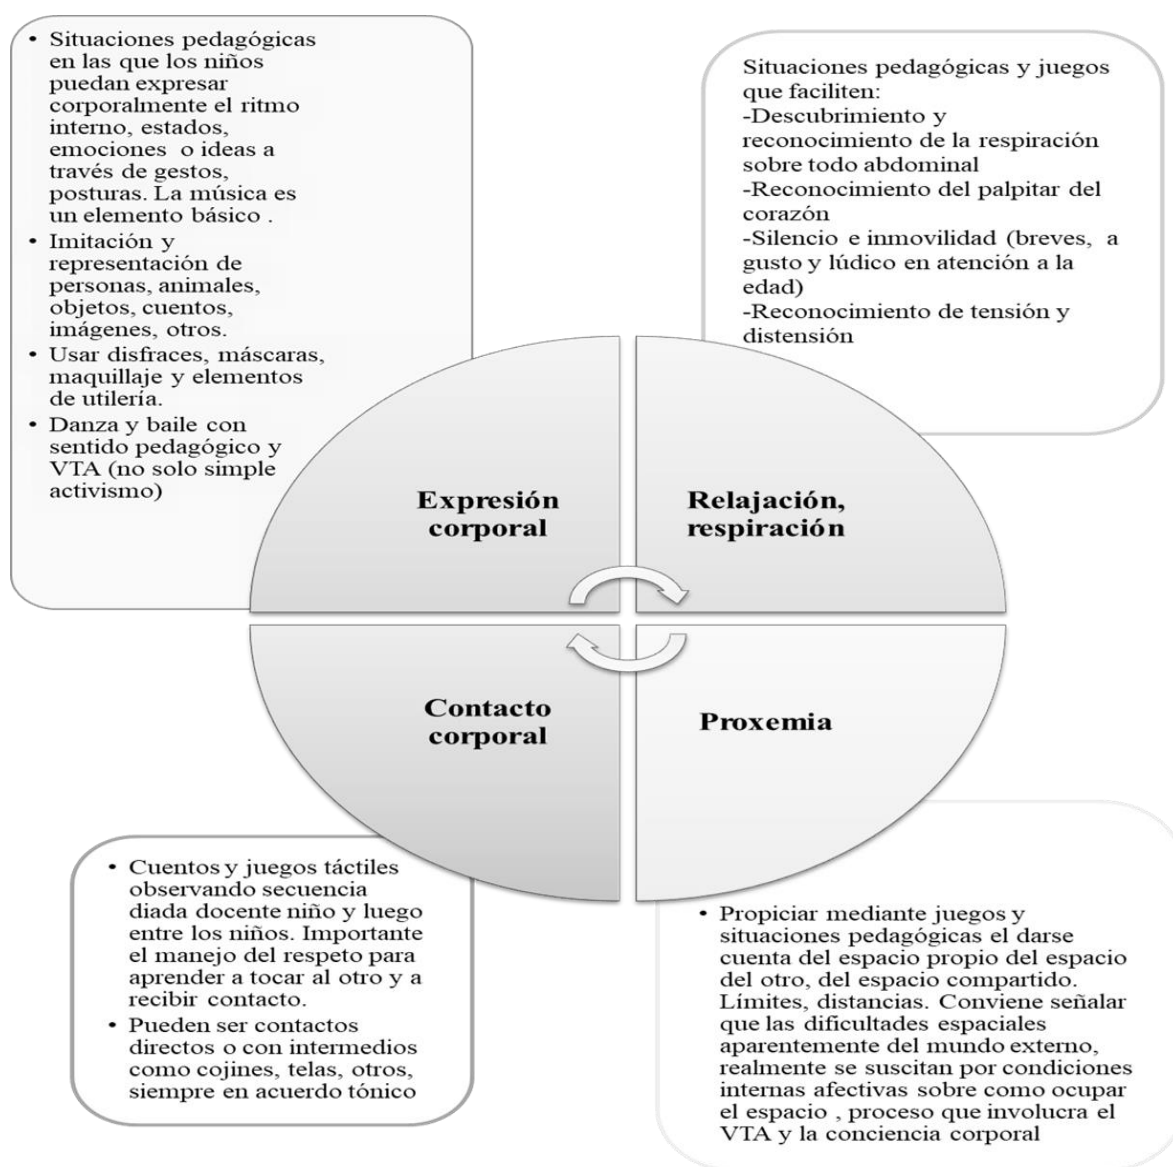 • Situaciones pedagógicas
en las que los niños
puedan expresar
corporalmente el ritmo
interno, estados,
emociones o ideas a
través de gestos,
posturas. La música es
un elemento básico .
• Imitación y
representación de
personas, animales,
objetos, cuentos,
imágenes, otros.
• Usar disfraces, máscaras,
maquillaje y elementos
de utilería.
• Danza y baile con
sentido pedagógico y
VTA (no solo simple
activismo)
Situaciones pedagógicas y juegos
que faciliten:
-Descubrimiento y
reconocimiento de la respiración
sobre todo abdominal
-Reconocimiento del palpitar del
corazón
-Silencio e inmovilidad (breves, a
gusto y lúdico en atención a la
edad)
-Reconocimiento de tensión y
distensión
Expresión
corporal
Relajación,
respiración
Contacto
corporal
Proxemia
• Cuentos y juegos táctiles
observando secuencia
diada docente niño y luego
entre los niños. Importante
el manejo del respeto para
aprender a tocar al otro y a
recibir contacto.
• Pueden ser contactos
directos o con intermedios
como cojines, telas, otros,
siempre en acuerdo tónico
• Propiciar mediante juegos y
situaciones pedagógicas el darse
cuenta del espacio propio del espacio
del otro, del espacio compartido.
Límites, distancias. Conviene señalar
que las dificultades espaciales
aparentemente del mundo externo,
realmente se suscitan por condiciones
internas afectivas sobre como ocupar
el espacio , proceso que involucra el
VTA y la conciencia corporal